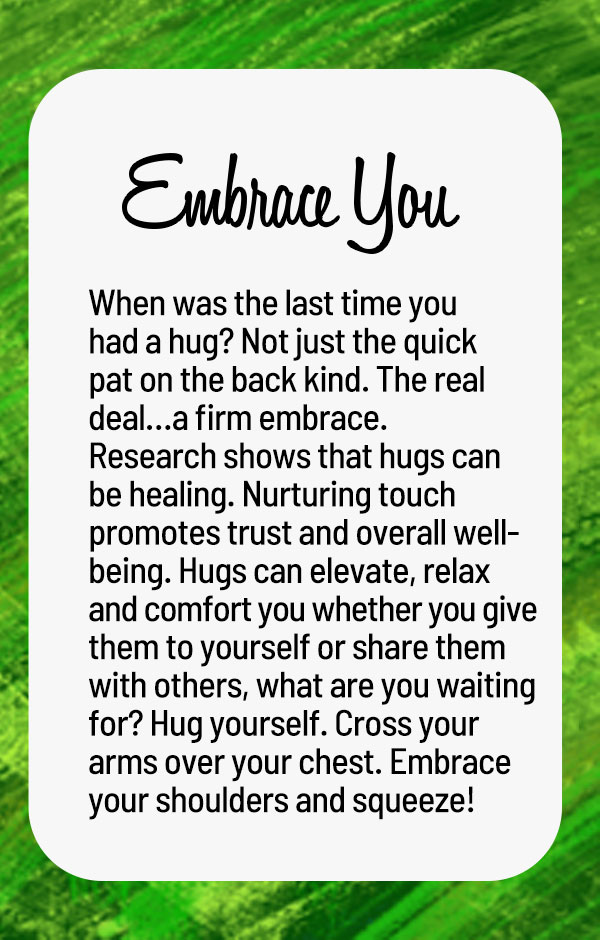 Embrace You
When was the last time you
had a hug? Not just the quick
pat on the back kind. The real
deal...a firm embrace.
Research shows that hugs can
be healing. Nurturing touch
promotes trust and overall well-
being. Hugs can elevate, relax
and comfort you whether you give
them to yourself or share them
with others, what are you waiting
for? Hug yourself. Cross your
arms over your chest. Embrace
your shoulders and squeeze!